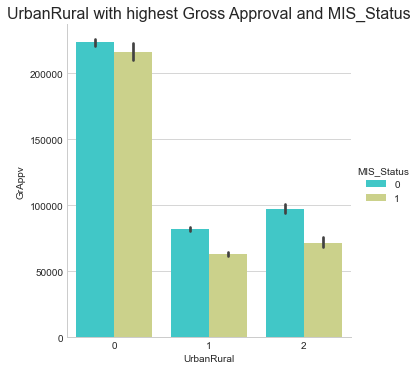 UrbanRural with highest Gross Approval and MIS_Status
200000
150000
100000
50000
0
GrAppv
0 1 2
UrbanRural
MIS_Status
0
1